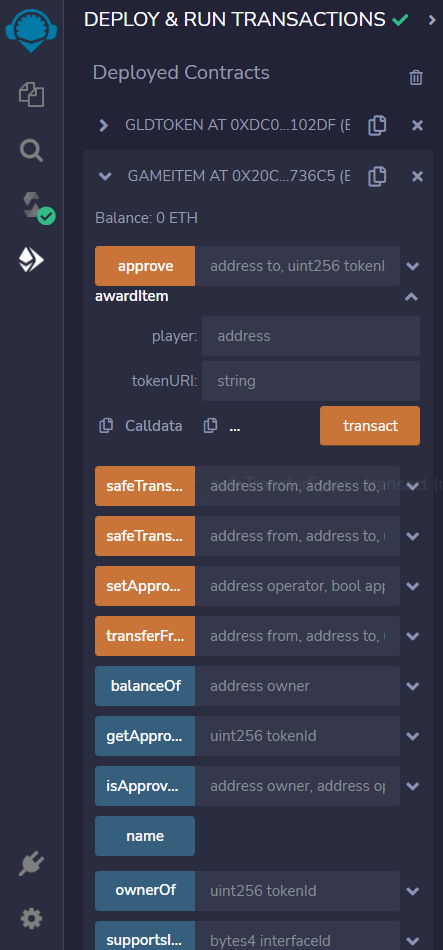 DEPLOY & RUN TRANSACTIONS
Deployed Contracts
GLDTOKEN AT 0XDC0...102DF (E
GAMEITEM AT 0X20C...736C5 (E
Balance: 0 ETH
approve address to, uint256 tokenI
awardItem
player: address
tokenURI: string
Calldata ... transact
safeTrans... address from, address to,
safeTrans... address from, address to,
setAppro... address operator, bool app
transferFr... address from, address to,
balanceOf address owner
getAppro... uint256 tokenId
isApprov... address owner, address op
name
ownerOf uint256 tokenId
supportsI... bytes4 interfaceId